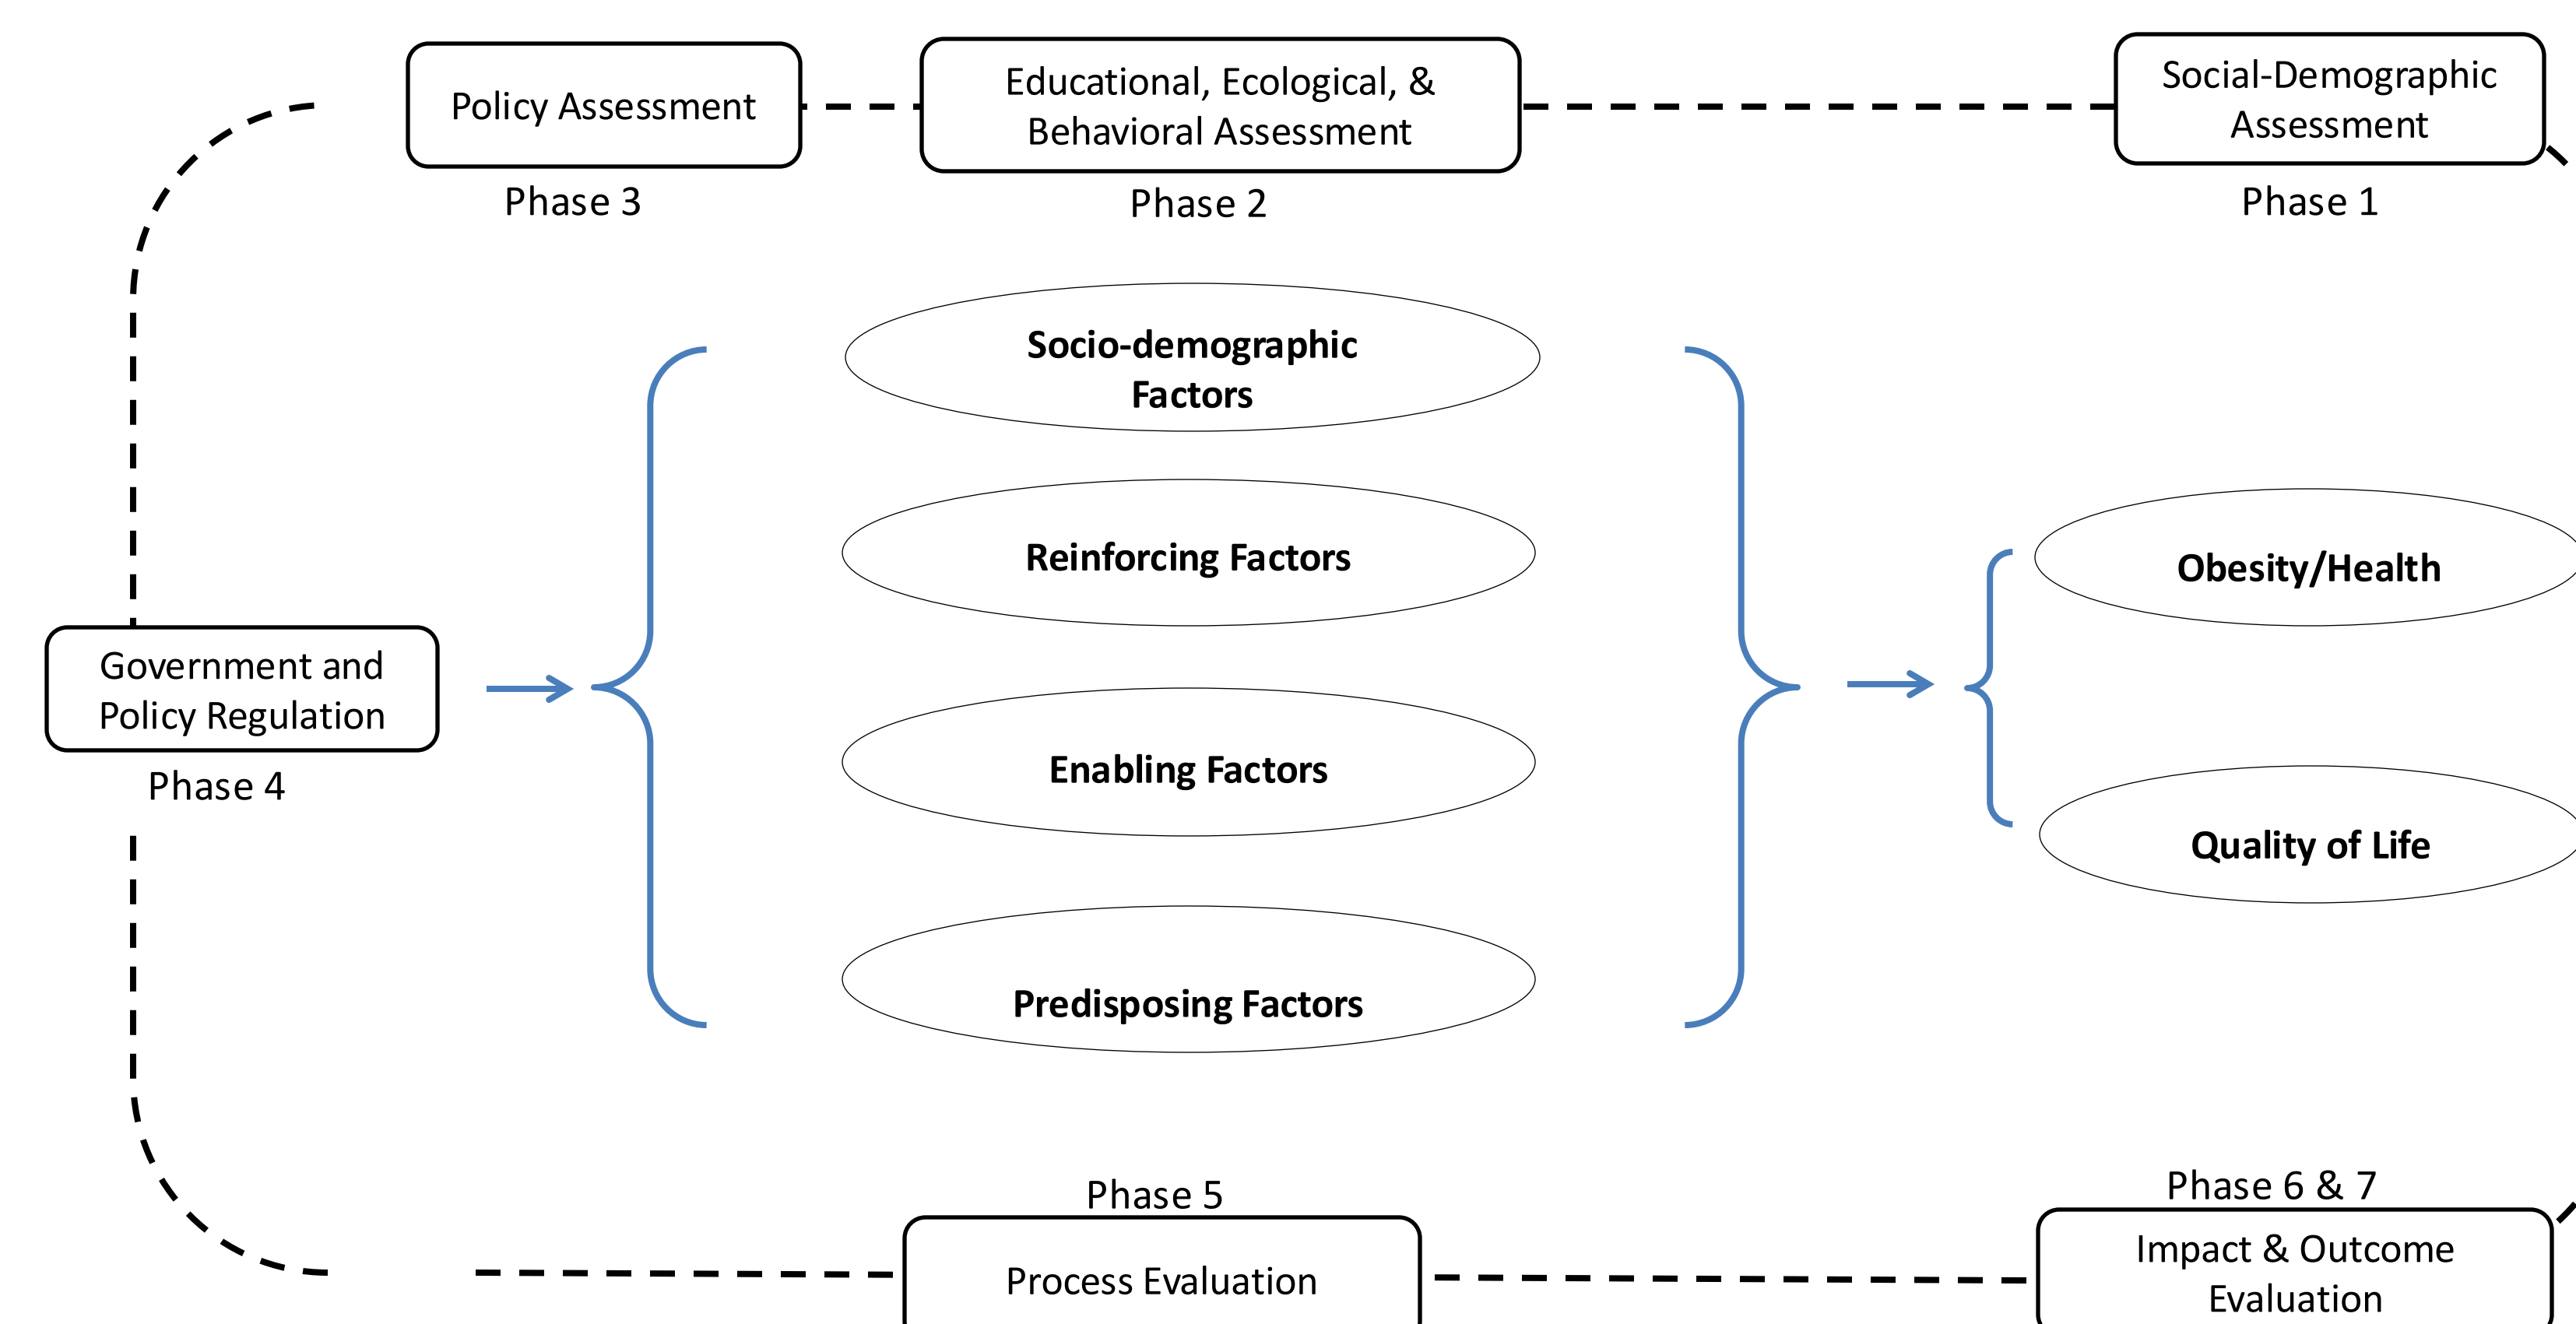 Policy Assessment
Phase 3
Educational, Ecological, &
Behavioral Assessment
Phase 2
Social-Demographic
Assessment
Phase 1
Socio-demographic
Factors
Reinforcing Factors
Enabling Factors
Predisposing Factors
Government and
Policy Regulation
Phase 4
Obesity/Health
Quality of Life
Phase 5
Process Evaluation
Phase 6 & 7
Impact & Outcome
Evaluation